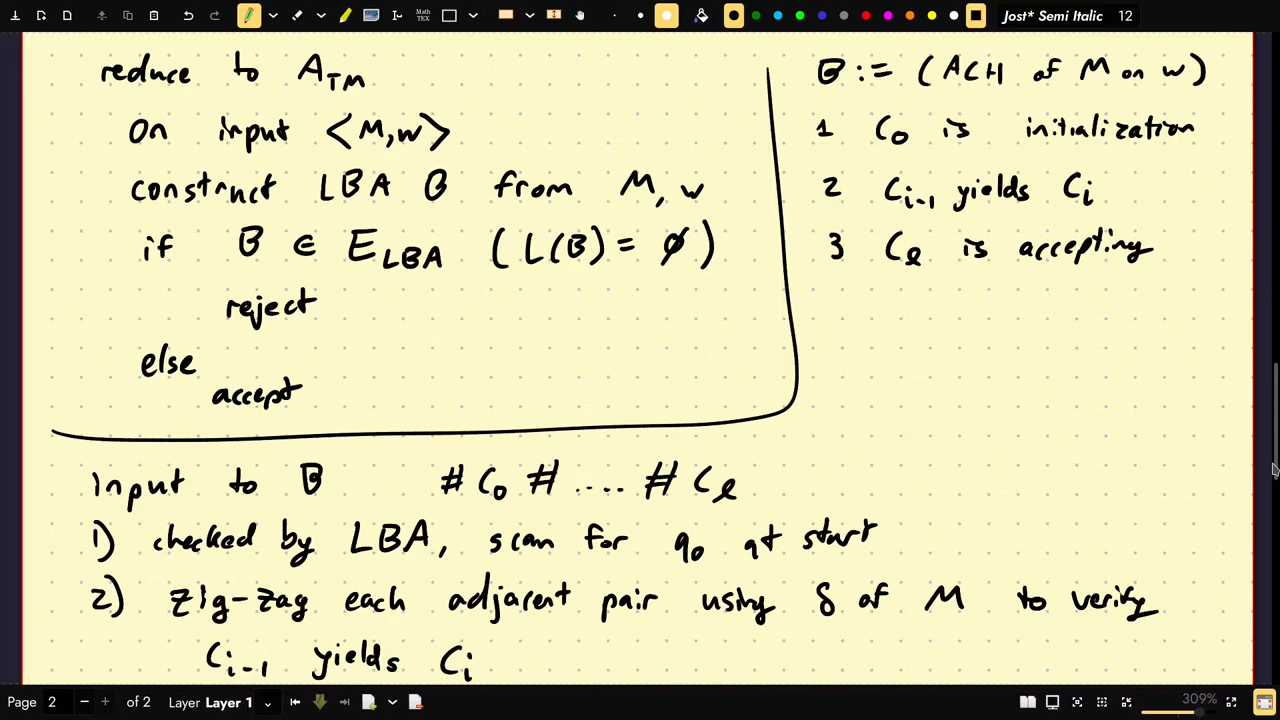 Math
TEX
Jost* Semi Italic 12
reduce to A_TM
On input <M,w>
construct LBA B from M, w
if B ∈ E_LBA ( L(B) = ∅ )
reject
else
accept
B := ( ACH of M on w )
1 C_0 is initialization
2 C_i-1 yields C_i
3 C_l is accepting
Input to B # C_0 # .... # C_l
1) checked by LBA, scan for q_0 at start
2) zig-zag each adjacent pair using δ of M to verify
C_i-1 yields C_i
Page 2 of 2 Layer Layer 1 309%